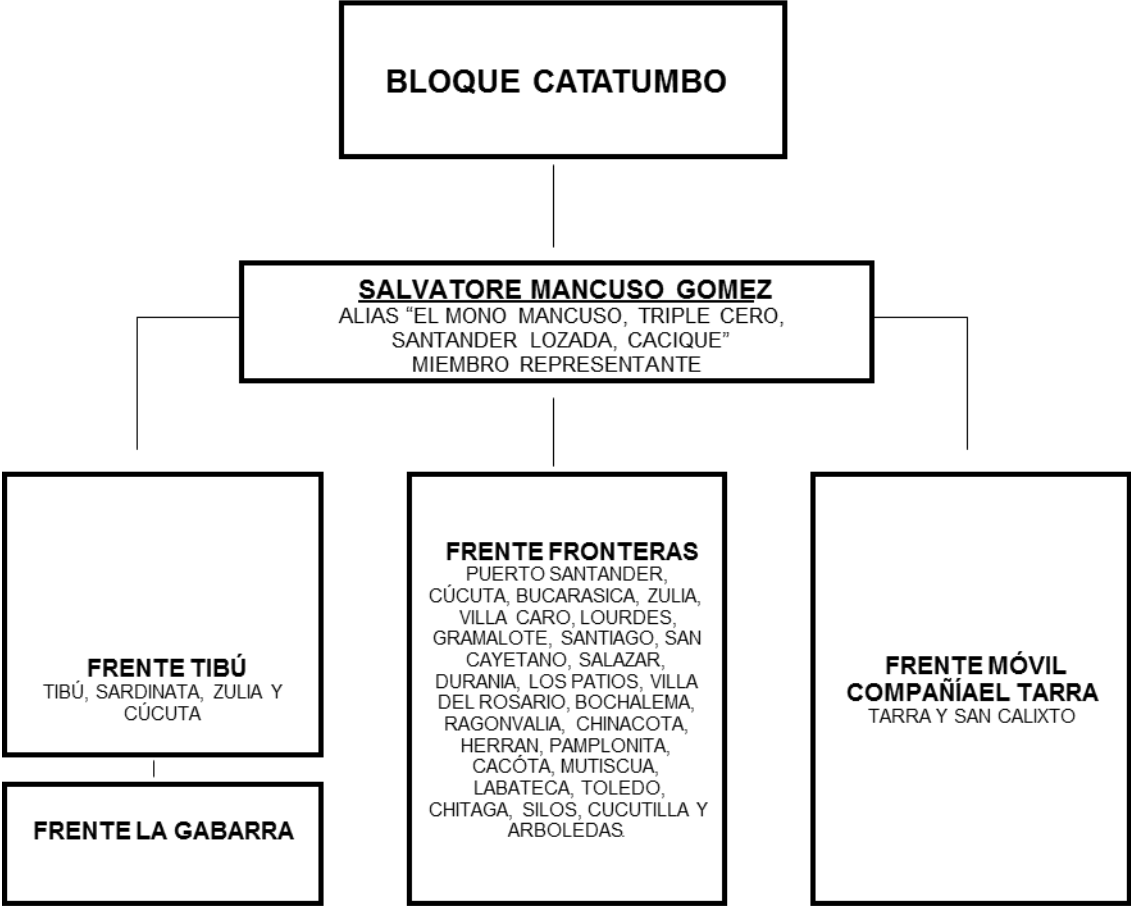 BLOQUE CATATUMBO
SALVATORE MANCUSO GOMEZ
ALIAS “EL MONO MANCUSO, TRIPLE CERO,
SANTANDER LOZADA, CACIQUE”
MIEMBRO REPRESENTANTE
FRENTE TIBÚ
TIBÚ, SARDINATA, ZULIA Y
CÚCUTA
FRENTE LA GABARRA
FRENTE FRONTERAS
PUERTO SANTANDER,
CÚCUTA, BUCARASICA, ZULIA,
VILLA CARO, LOURDES,
GRAMALOTE, SANTIAGO, SAN
CAYETANO, SALAZAR,
DURANIA, LOS PATIOS, VILLA
DEL ROSARIO, BOCHALEMA,
RAGONVALIA, CHINACOTA,
HERRAN, PAMPLONITA,
CACÓTA, MUTISCUA,
LABATECA, TOLEDO,
CHITAGA, SILOS, CUCUTILLA Y
ARBOLEDAS.
FRENTE MÓVIL
COMPAÑÍAEL TARRA
TARRA Y SAN CALIXTO